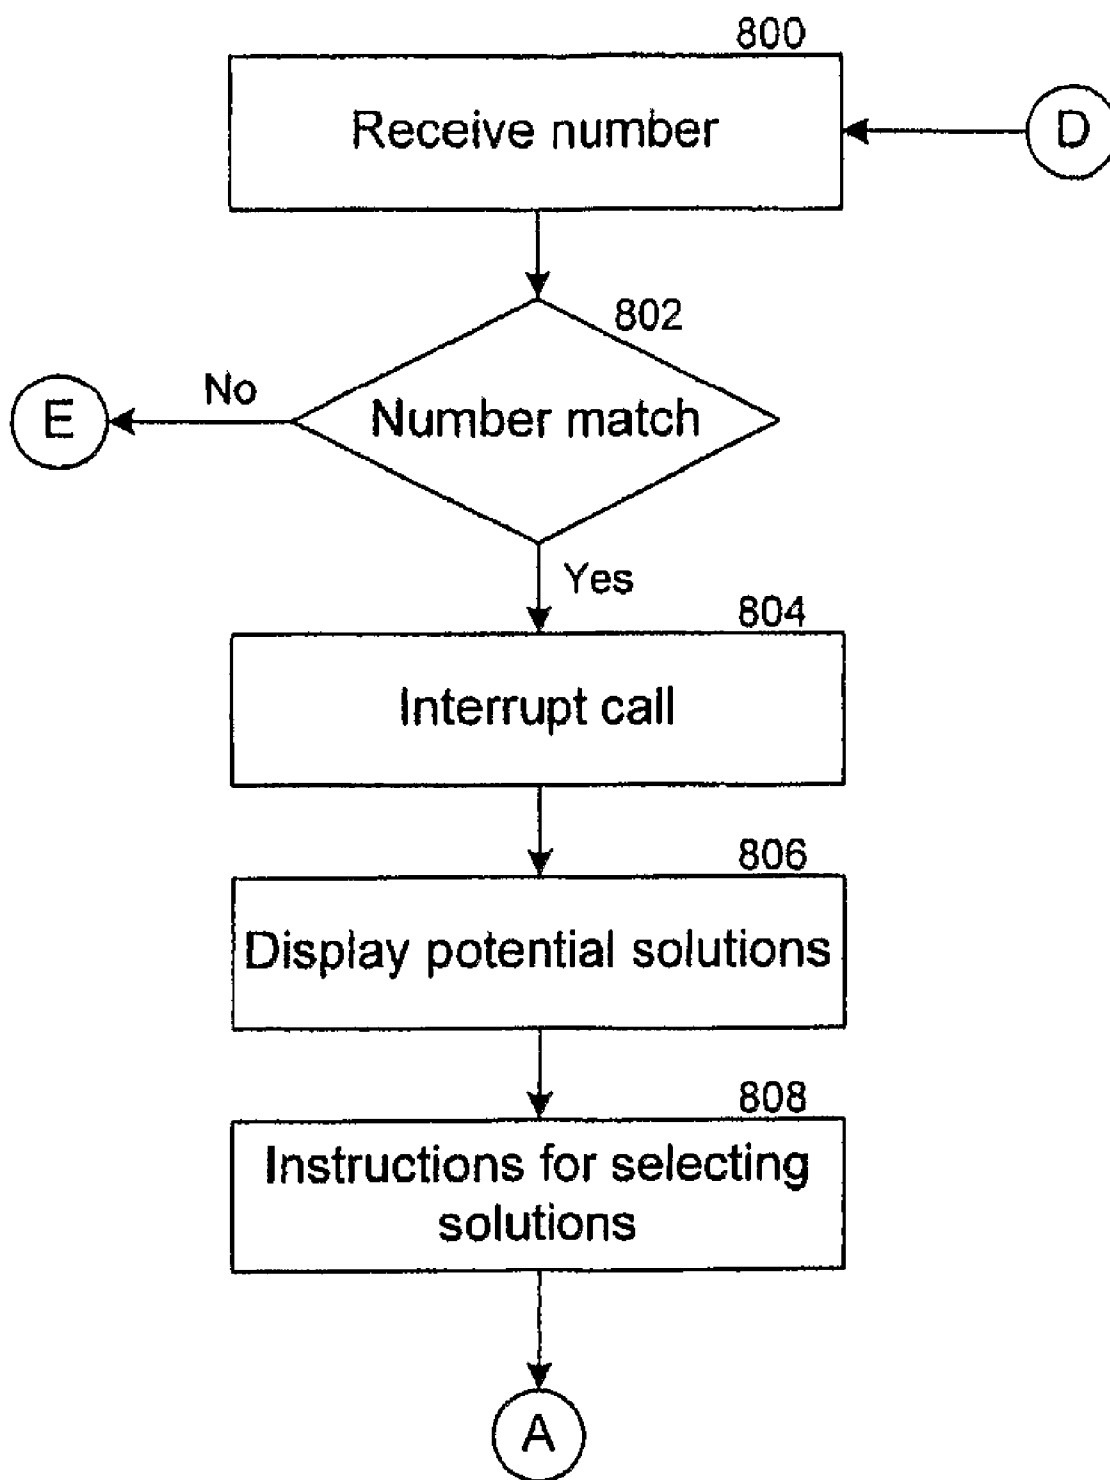 800
Receive number
D
802
Number match
No
E
Yes
804
Interrupt call
806
Display potential solutions
808
Instructions for selecting
solutions
A